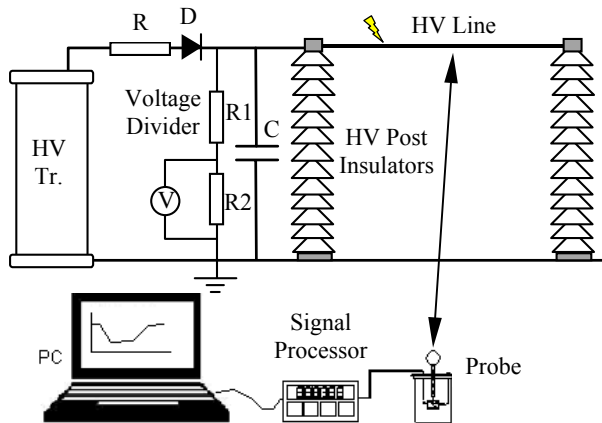 D
R
HV Line
Voltage
Divider
R1
C
HV Post
Insulators
HV
Tr.
V
R2
Signal
Processor
PC
Probe